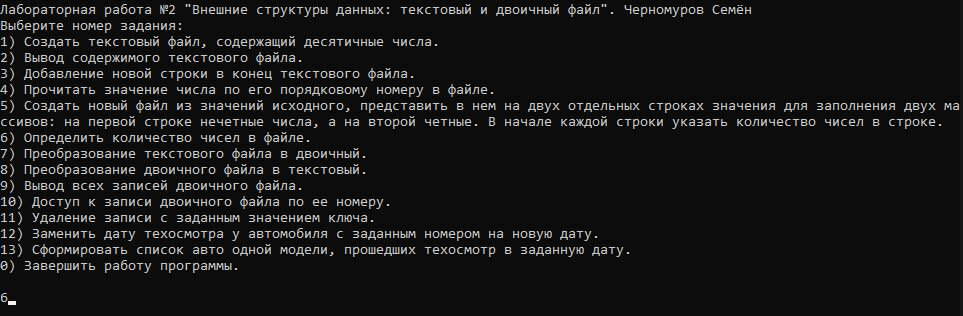 Лабораторная работа №2 "Внешние структуры данных: текстовый и двоичный файл". Черномуров Семён
Выберите номер задания:
1) Создать текстовый файл, содержащий десятичные числа.
2) Вывод содержимого текстового файла.
3) Добавление новой строки в конец текстового файла.
4) Прочитать значение числа по его порядковому номеру в файле.
5) Создать новый файл из значений исходного, представить в нем на двух отдельных строках значения для заполнения двух ма
ссивов: на первой строке нечетные числа, а на второй четные. В начале каждой строки указать количество чисел в строке.
6) Определить количество чисел в файле.
7) Преобразование текстового файла в двоичный.
8) Преобразование двоичного файла в текстовый.
9) Вывод всех записей двоичного файла.
10) Доступ к записи двоичного файла по ее номеру.
11) Удаление записи с заданным значением ключа.
12) Заменить дату техосмотра у автомобиля с заданным номером на новую дату.
13) Сформировать список авто одной модели, прошедших техосмотр в заданную дату.
0) Завершить работу программы.
6